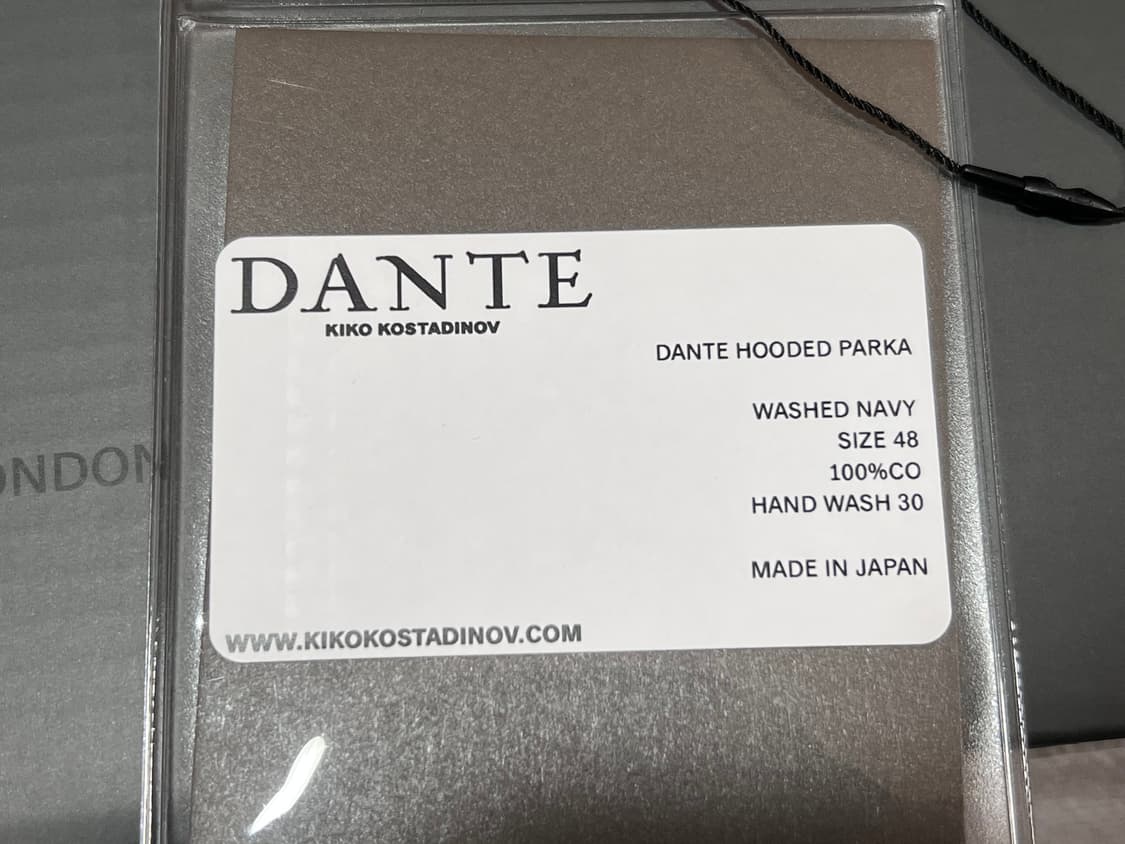 DANTE
KIKO KOSTADINOV
DANTE HOODED PARKA
WASHED NAVY
SIZE 48
100%CO
HAND WASH 30
MADE IN JAPAN
WWW.KIKOKOSTADINOV.COM